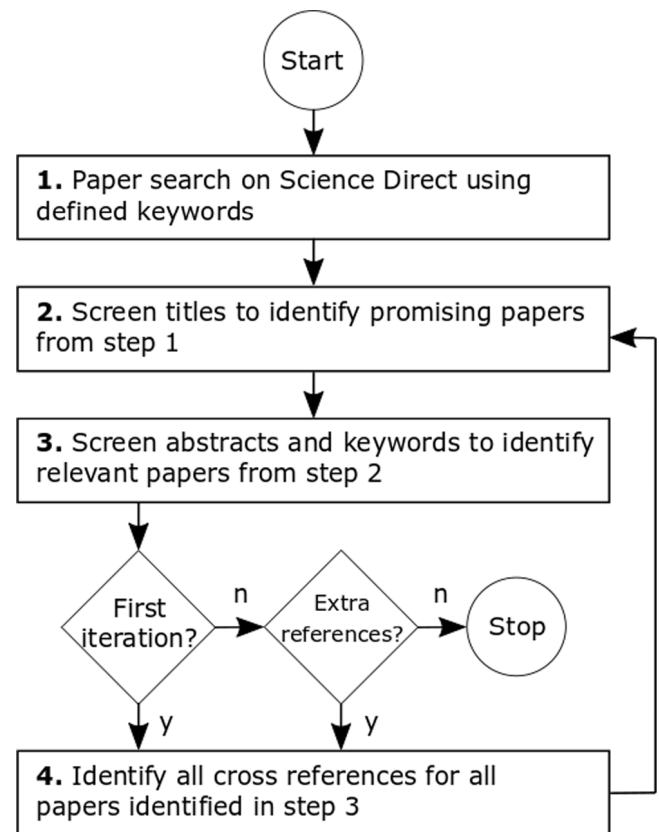 Start
1. Paper search on Science Direct using
defined keywords
2. Screen titles to identify promising papers
from step 1
3. Screen abstracts and keywords to identify
relevant papers from step 2
First
iteration?
n
Extra
references?
n
Stop
y
y
4. Identify all cross references for all
papers identified in step 3